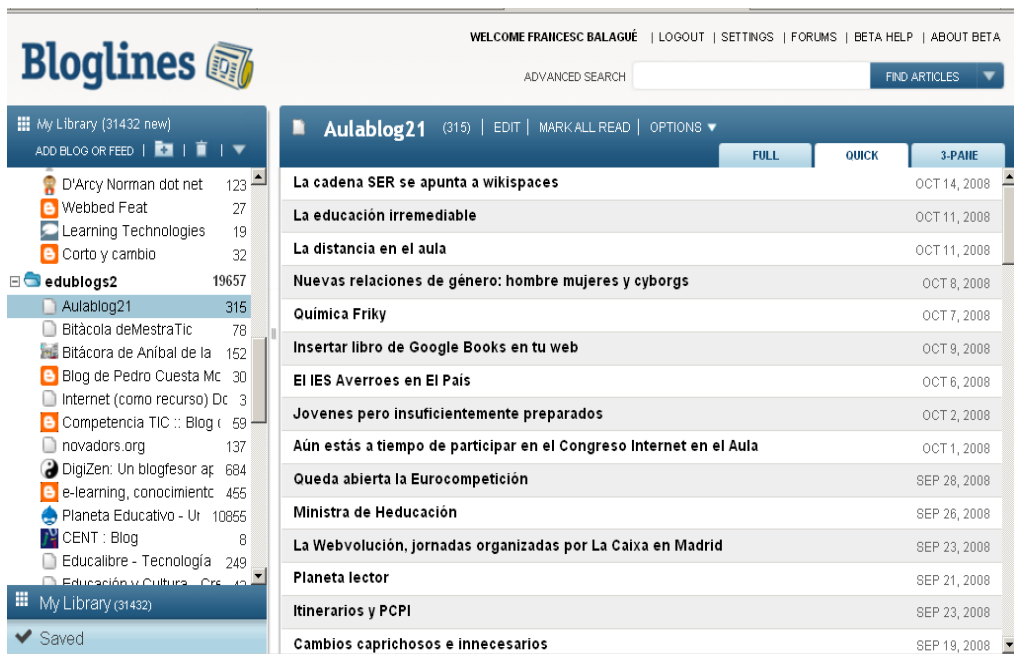 Bloglines
WELCOME FRANCESC BALAGUÉ | LOGOUT | SETTINGS | FORUMS | BETA HELP | ABOUT BETA
ADVANCED SEARCH
FIND ARTICLES
My Library (31432 new)
ADD BLOG OR FEED
D'Arcy Norman dot net 123
Webbed Feat 27
Learning Technologies 19
Corto y cambio 32
edublogs2 19657
Aulablog21 315
Bitàcola deMestraTic 78
Bitácora de Aníbal de la 152
Blog de Pedro Cuesta Mc 30
Internet (como recurso) Dc 3
Competencia TIC :: Blog ( 59
novadors.org 137
DigiZen: Un blogfesor ap 684
e-learning, conocimientc 455
Planeta Educativo - Ur 10855
CENT : Blog 8
Educalibre - Tecnología 249
Educación y Cultura
My Library (31432)
Saved
Aulablog21 (315) | EDIT | MARK ALL READ | OPTIONS
FULL QUICK 3-PANE
La cadena SER se apunta a wikispaces OCT 14, 2008
La educación irremediable OCT 11, 2008
La distancia en el aula OCT 11, 2008
Nuevas relaciones de género: hombre mujeres y cyborgs OCT 8, 2008
Química Friky OCT 7, 2008
Insertar libro de Google Books en tu web OCT 9, 2008
El IES Averroes en El País OCT 6, 2008
Jovenes pero insuficientemente preparados OCT 2, 2008
Aún estás a tiempo de participar en el Congreso Internet en el Aula OCT 1, 2008
Queda abierta la Eurocompetición SEP 28, 2008
Ministra de Heducación SEP 26, 2008
La Webvolución, jornadas organizadas por La Caixa en Madrid SEP 23, 2008
Planeta lector SEP 21, 2008
Itinerarios y PCPI SEP 23, 2008
Cambios caprichosos e innecesarios SEP 19, 2008